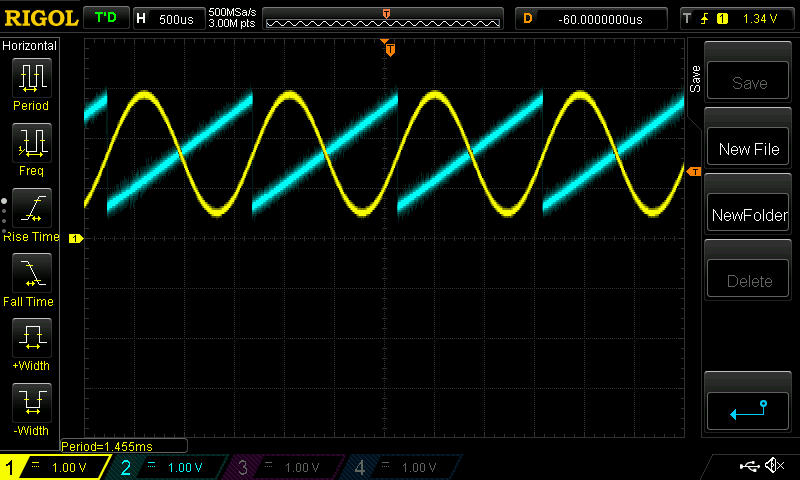 RIGOL T'D H 500us 500MSa/s 3.00M pts T D -60.0000000us T 1 1.34 V
Horizontal
T
Save
Save
Period
New File
Freq
T
NewFolder
Rise Time
1
Delete
Fall Time
+Width
-Width
Period=1.455ms
1 1.00 V 2 1.00 V 3 1.00 V 4 1.00 V